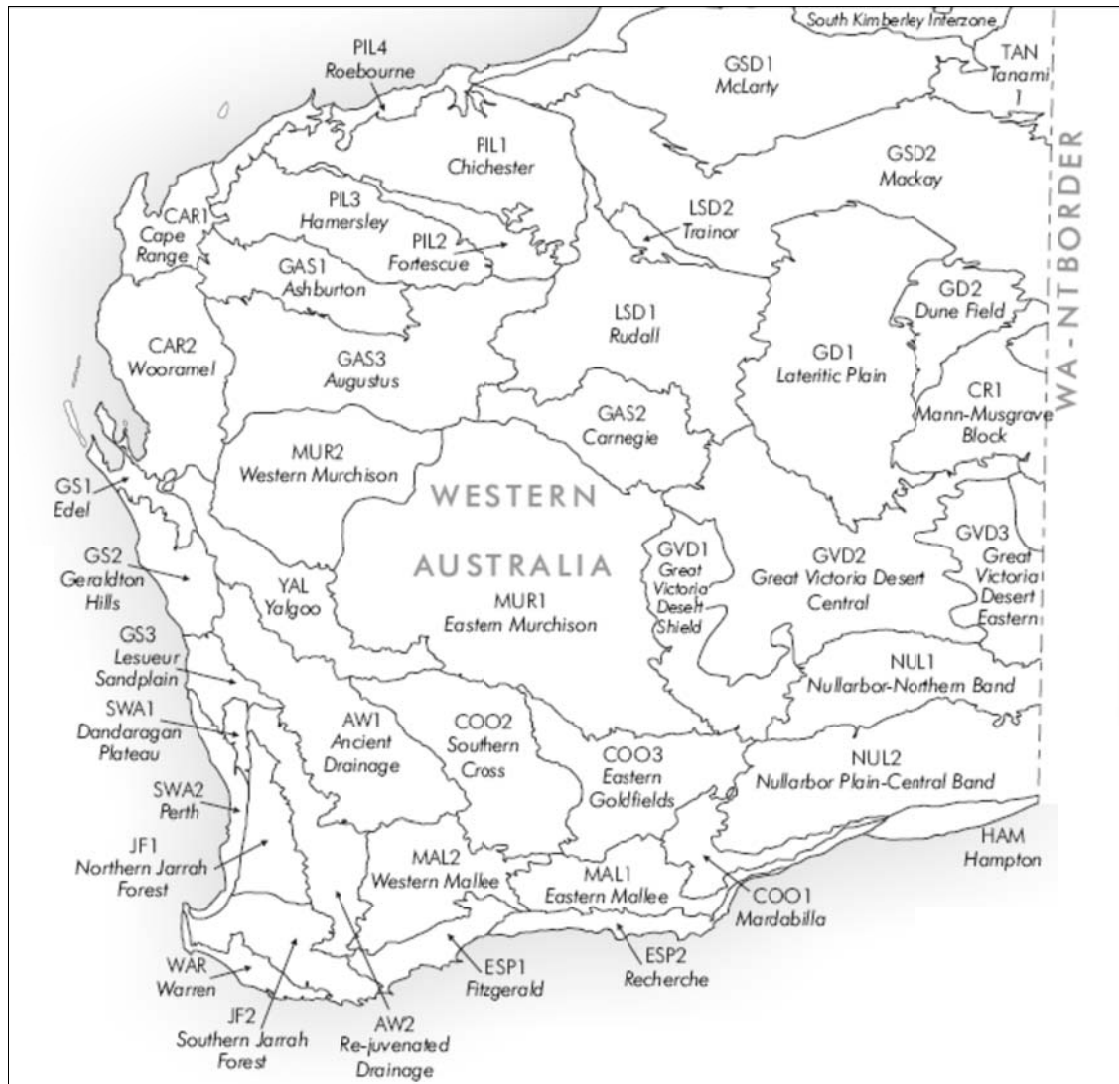 South Kimberley Interzone
PIL4
Roebourne
GSD1
McLarty
TAN
Tanami
1
PIL1
Chichester
GSD2
Mackay
WA-NT BORDER
PIL3
Hamersley
CAR1
Cape
Range
LSD2
Trainor
PIL2
Fortescue
GAS1
Ashburton
GD2
Dune Field
LSD1
Rudall
CAR2
Wooramel
GAS3
Augustus
GD1
Lateritic Plain
CR1
Mann-Musgrave
Block
GAS2
Carnegie
MUR2
Western Murchison
WESTERN
AUSTRALIA
GS1
Edel
GVD1
Great
Victoria
Desert
Shield
GVD2
Great Victoria Desert
Central
GVD3
Great
Victoria
Desert
Eastern
GS2
Geraldton
Hills
YAL
Yalgoo
MUR1
Eastern Murchison
GS3
Lesueur
Sandplain
NUL1
Nullarbor-Northern Band
SWA1
Dandaragan
Plateau
AW1
Ancient
Drainage
COO2
Southern
Cross
COO3
Eastern
Goldfields
NUL2
Nullarbor Plain-Central Band
SWA2
Perth
JF1
Northern Jarrah
Forest
MAL2
Western Mallee
MAL1
Eastern Mallee
HAM
Hampton
COO1
Mardabilla
WAR
Warren
ESP1
Fitzgerald
ESP2
Recherche
JF2
Southern Jarrah
Forest
AW2
Re-juvenated
Drainage